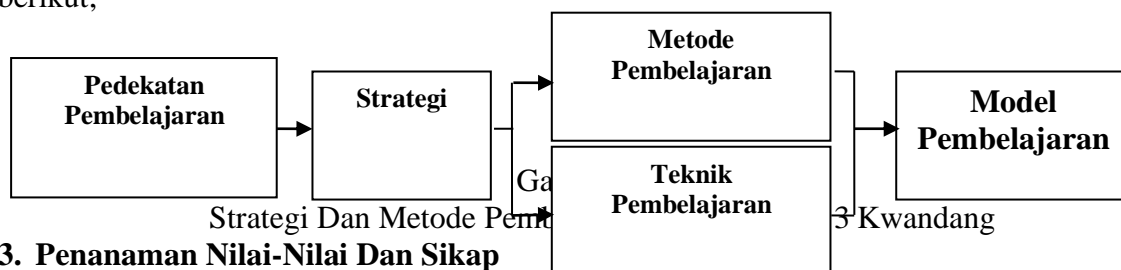 berikut;
Pedekatan
Pembelajaran
Strategi
Metode
Pembelajaran
Teknik
Pembelajaran
Model
Pembelajaran
Strategi Dan Metode 3 Kwandang
3. Penanaman Nilai-Nilai Dan Sikap